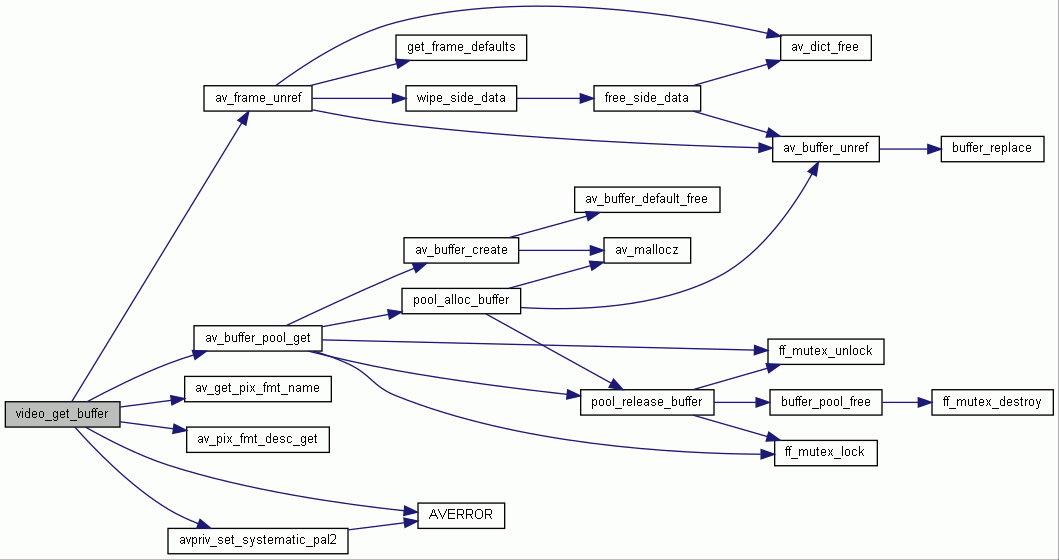 get_frame_defaults
av_dict_free
av_frame_unref
wipe_side_data
free_side_data
av_buffer_unref
buffer_replace
av_buffer_default_free
av_buffer_create
av_mallocz
pool_alloc_buffer
av_buffer_pool_get
ff_mutex_unlock
av_get_pix_fmt_name
pool_release_buffer
buffer_pool_free
ff_mutex_destroy
video_get_buffer
av_pix_fmt_desc_get
ff_mutex_lock
AVERROR
avpriv_set_systematic_pal2